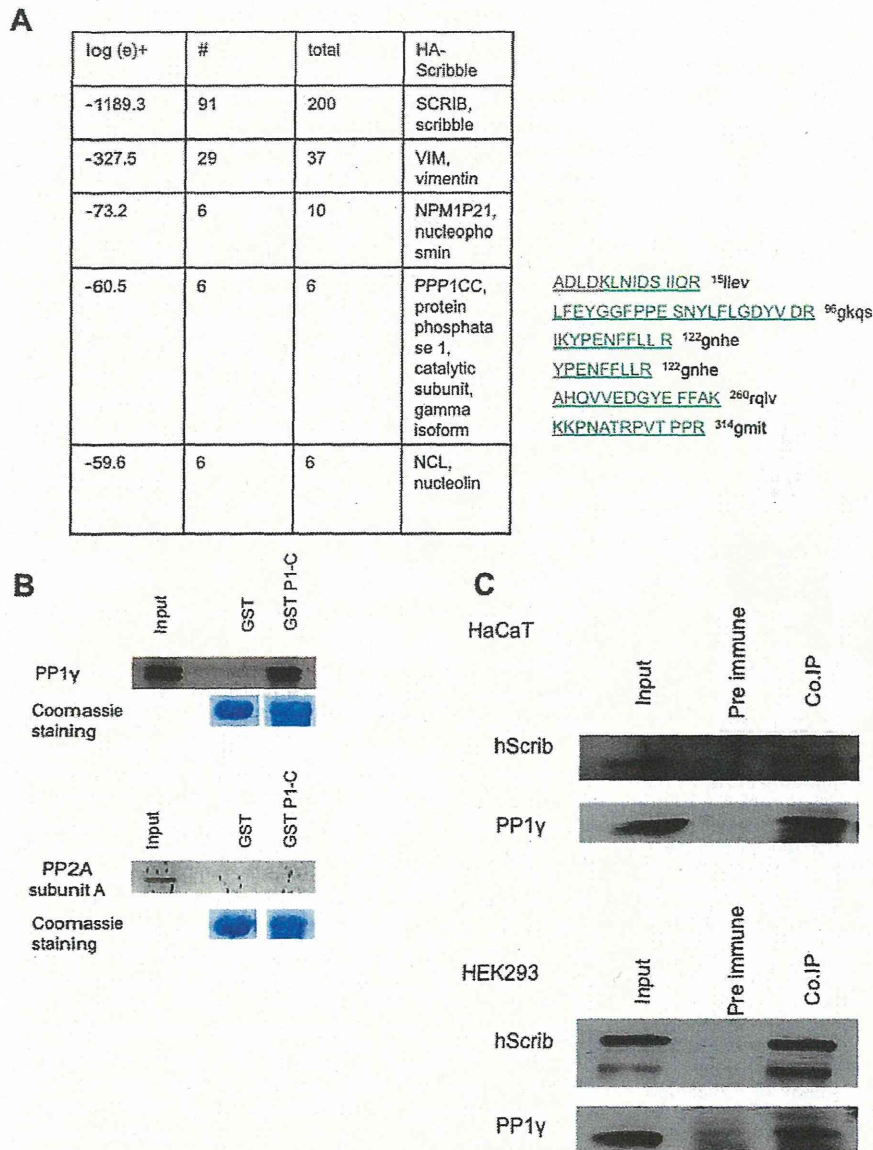 A
log (e)+ # total HA-
Scribble
-1189.3 91 200 SCRIB,
scribble
-327.5 29 37 VIM,
vimentin
-73.2 6 10 NPM1P21,
nucleopho
smin
-60.5 6 6 PPP1CC,
protein
phosphata
se 1,
catalytic
subunit,
gamma
isoform
-59.6 6 6 NCL,
nucleolin
ADLDKLNIDS IIQR 15llev
LFEYGGFPPE SNYLFLGDYV DR 96gkqs
IKYPENFFLL R 122gnhe
YPENFFLLR 122gnhe
AHQVVEDGYE FFAK 260rqlv
KKPNATRPVT PPR 314gmit
B
Input GST GST P1-C
PP1γ
Coomassie
staining
Input GST GST P1-C
PP2A
subunit A
Coomassie
staining
C
HaCaT
Input Pre immune Co.IP
hScrib
PP1γ
HEK293
Input Pre immune Co.IP
hScrib
PP1γ